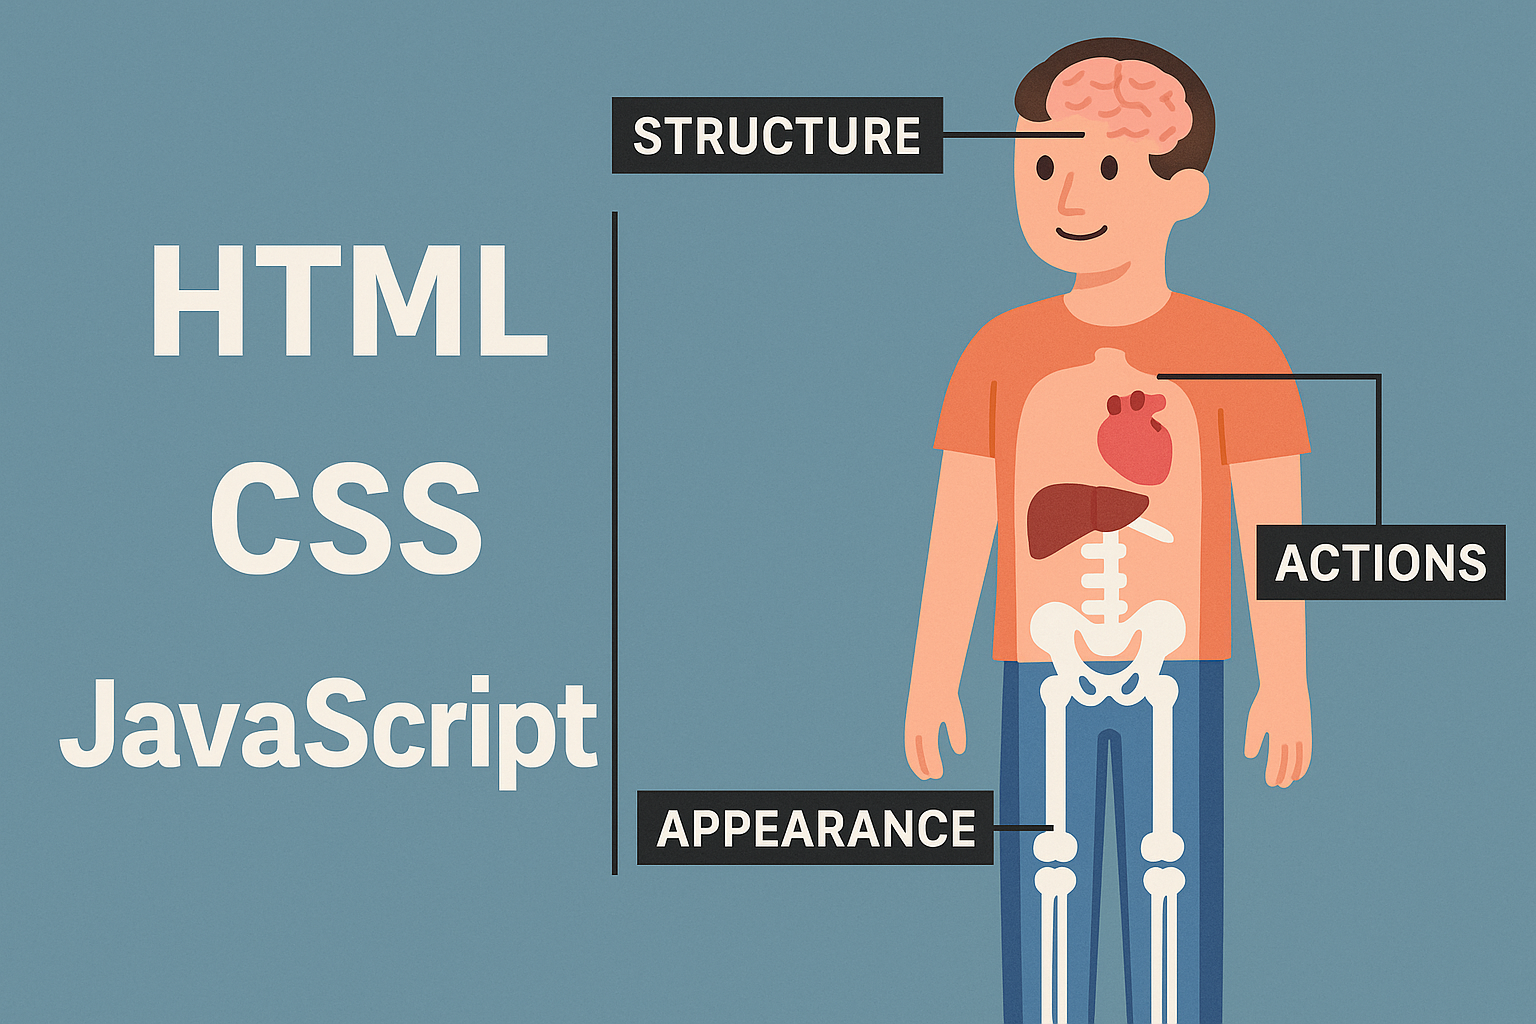 HTML
CSS
JavaScript
STRUCTURE
ACTIONS
APPEARANCE